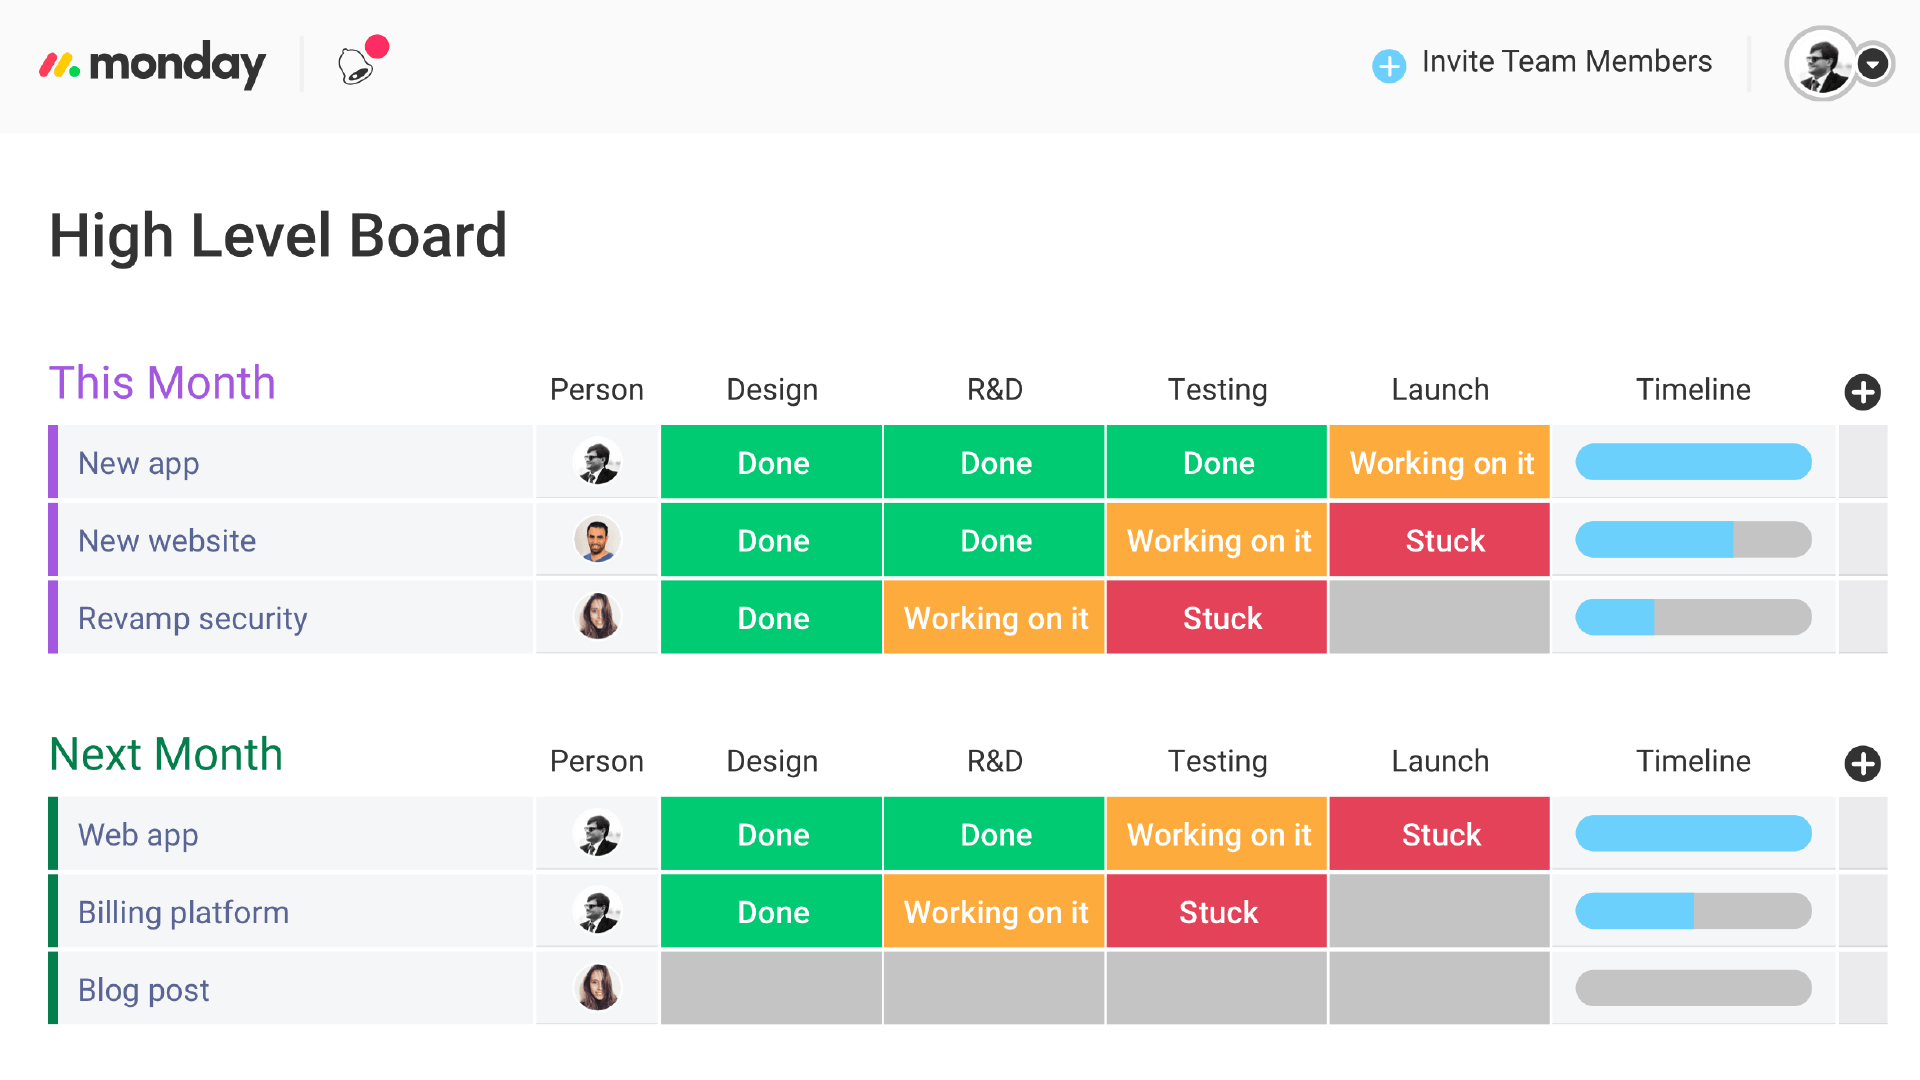 monday
Invite Team Members
High Level Board
This Month Person Design R&D Testing Launch Timeline
New app Done Done Done Working on it
New website Done Done Working on it Stuck
Revamp security Done Working on it Stuck
Next Month Person Design R&D Testing Launch Timeline
Web app Done Done Working on it Stuck
Billing platform Done Working on it Stuck
Blog post